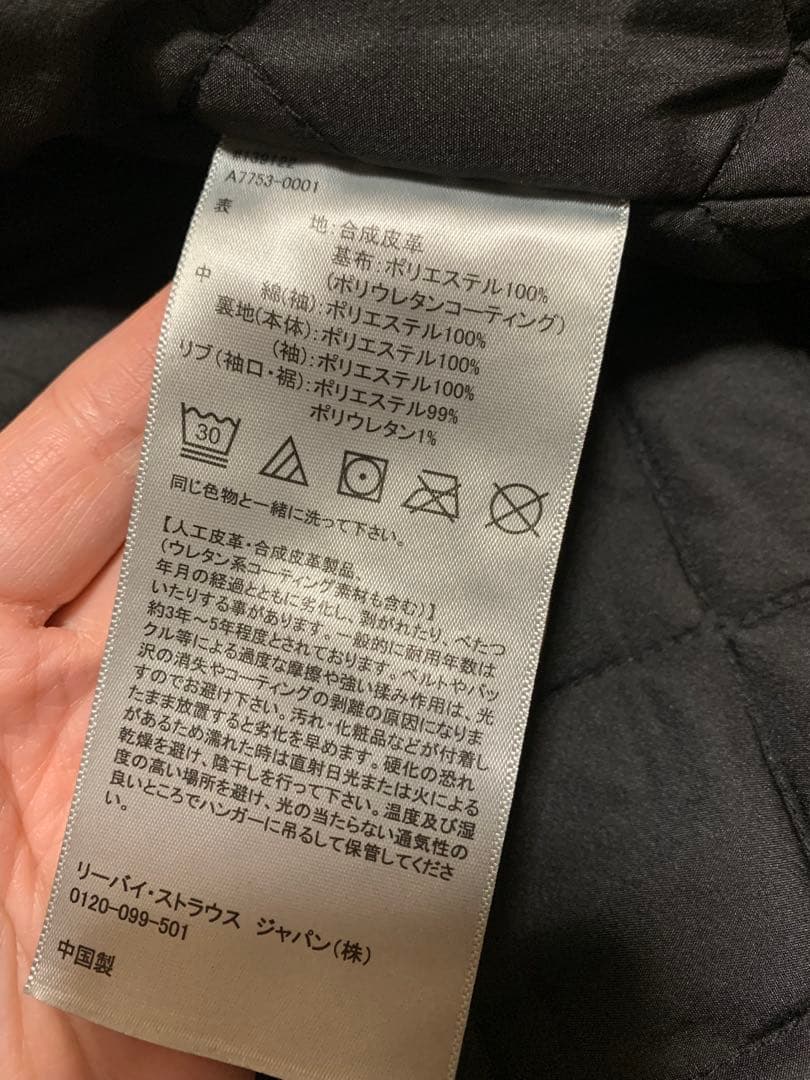 A7753-0001
表 地:合成皮革
基布:ポリエステル100%
(ポリウレタンコーティング)
中 綿(袖):ポリエステル100%
裏地(本体):ポリエステル100%
(袖):ポリエステル100%
リブ(袖口・裾):ポリエステル99%
ポリウレタン1%
30
同じ色物と一緒に洗って下さい。
【人工皮革・合成皮革製品、
(ウレタン系コーティング素材も含む)】
年月の経過とともに劣化し、剥がれたり、べたつ
いたりする事があります。一般的に耐用年数は
約3年~5年程度とされております。ベルトやバッ
クル等による過度な摩擦や強い揉み作用は、光
沢の消失やコーティングの剥離の原因になりま
すのでお避け下さい。汚れ・化粧品などが付着し
たまま放置すると劣化を早めます。硬化の恐れ
があるため濡れた時は直射日光または火による
乾燥を避け、陰干しを行って下さい。温度及び湿
度の高い場所を避け、光の当たらない通気性の
良いところでハンガーに吊るして保管してくださ
い。
リーバイ・ストラウス ジャパン(株)
0120-099-501
中国製